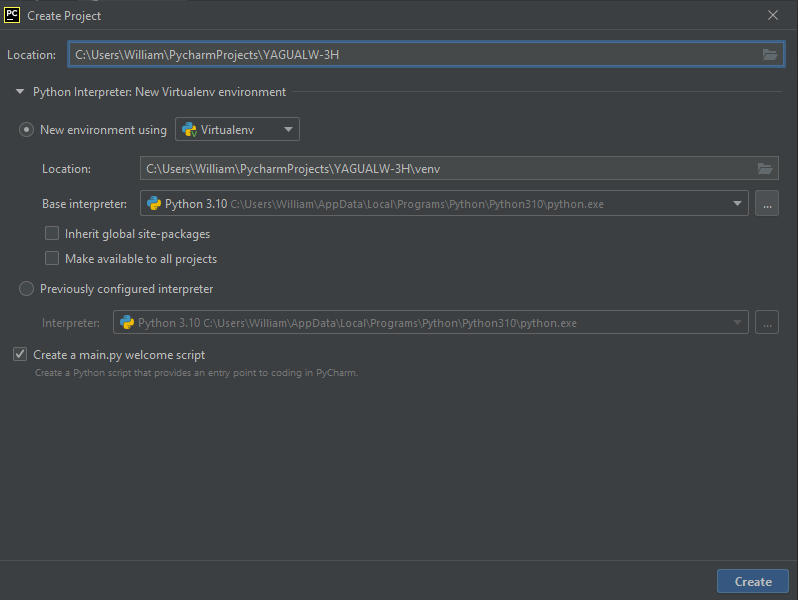 PC Create Project
Location: C:\Users\William\PycharmProjects\YAGUALW-3H
Python Interpreter: New Virtualenv environment
New environment using Virtualenv
Location: C:\Users\William\PycharmProjects\YAGUALW-3H\venv
Base interpreter: Python 3.10 C:\Users\William\AppData\Local\Programs\Python\Python310\python.exe ...
Inherit global site-packages
Make available to all projects
Previously configured interpreter
Interpreter: Python 3.10 C:\Users\William\AppData\Local\Programs\Python\Python310\python.exe ...
Create a main.py welcome script
Create a Python script that provides an entry point to coding in PyCharm.
Create